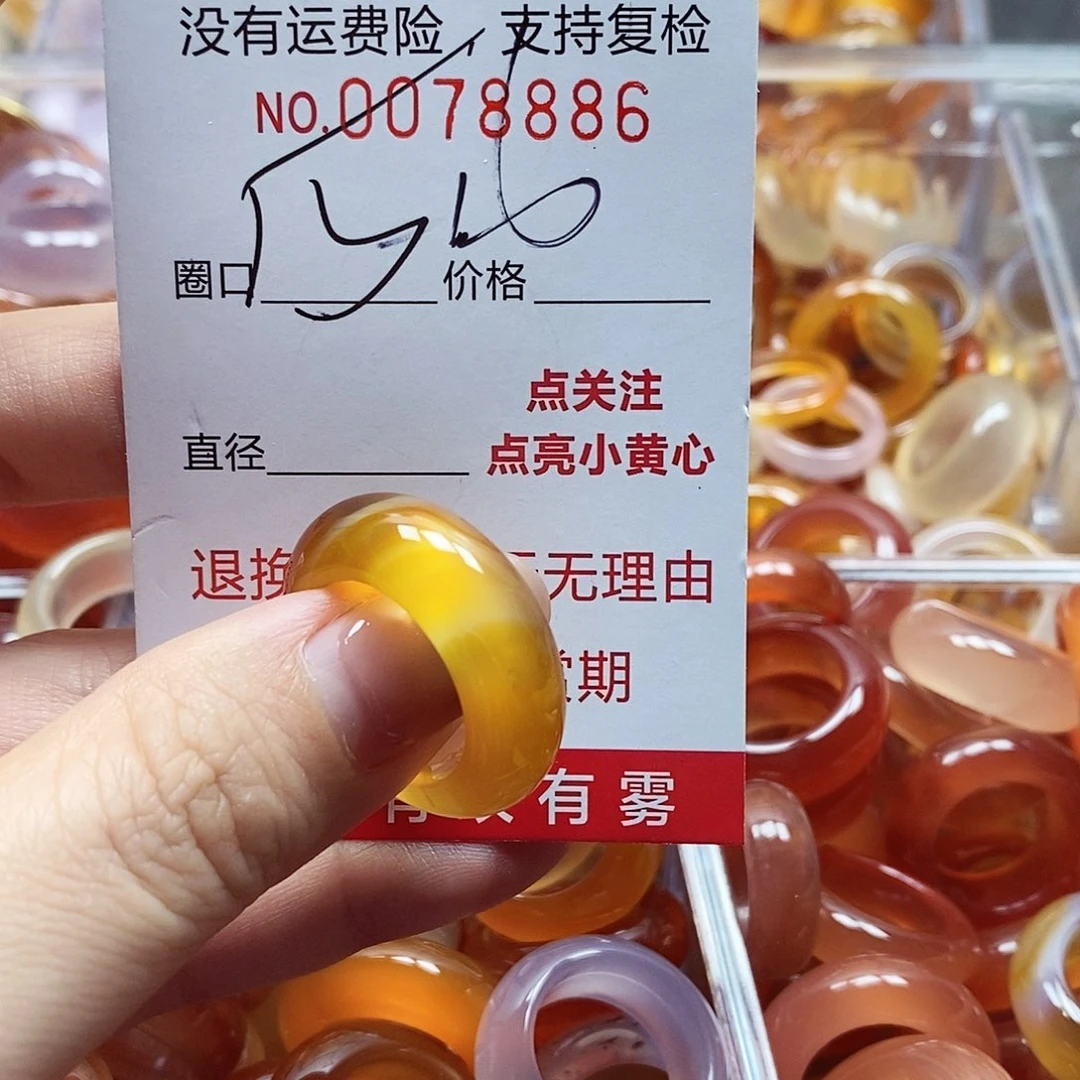 没有运费险，支持复检
NO.0078886
圈口 价格
点关注
直径 点亮小黄心
退换 无理由
期
有雾